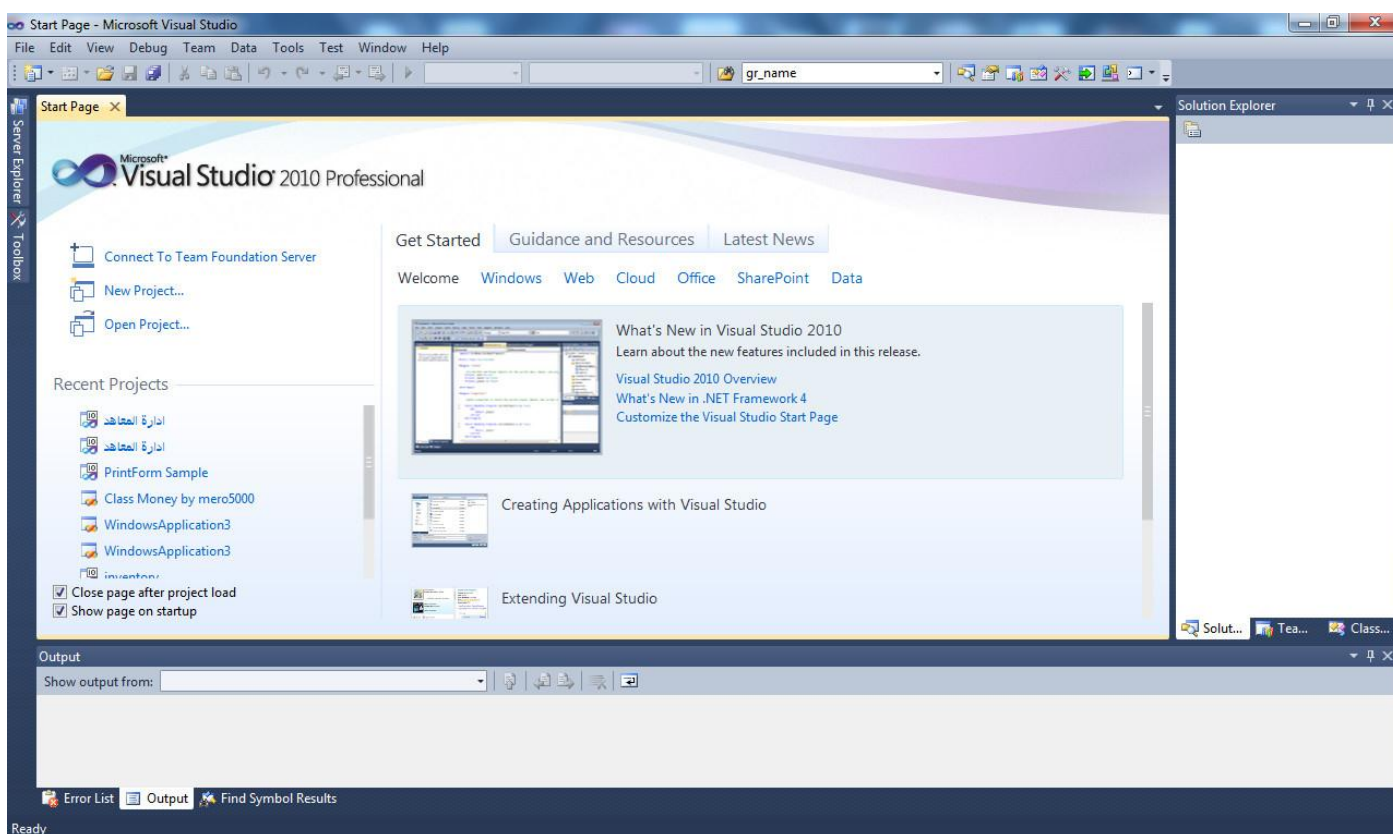 Start Page - Microsoft Visual Studio
File Edit View Debug Team Data Tools Test Window Help
gr_name
Server Explorer
Toolbox
Start Page
Microsoft
Visual Studio 2010 Professional
Connect To Team Foundation Server
New Project...
Open Project...
Recent Projects
ادارة المعاهد
ادارة المعاهد
PrintForm Sample
Class Money by mero5000
WindowsApplication3
WindowsApplication3
inventory
Close page after project load
Show page on startup
Get Started Guidance and Resources Latest News
Welcome Windows Web Cloud Office SharePoint Data
What's New in Visual Studio 2010
Learn about the new features included in this release.
Visual Studio 2010 Overview
What's New in .NET Framework 4
Customize the Visual Studio Start Page
Creating Applications with Visual Studio
Extending Visual Studio
Solution Explorer
Solut... Tea... Class...
Output
Show output from:
Error List Output Find Symbol Results
Ready